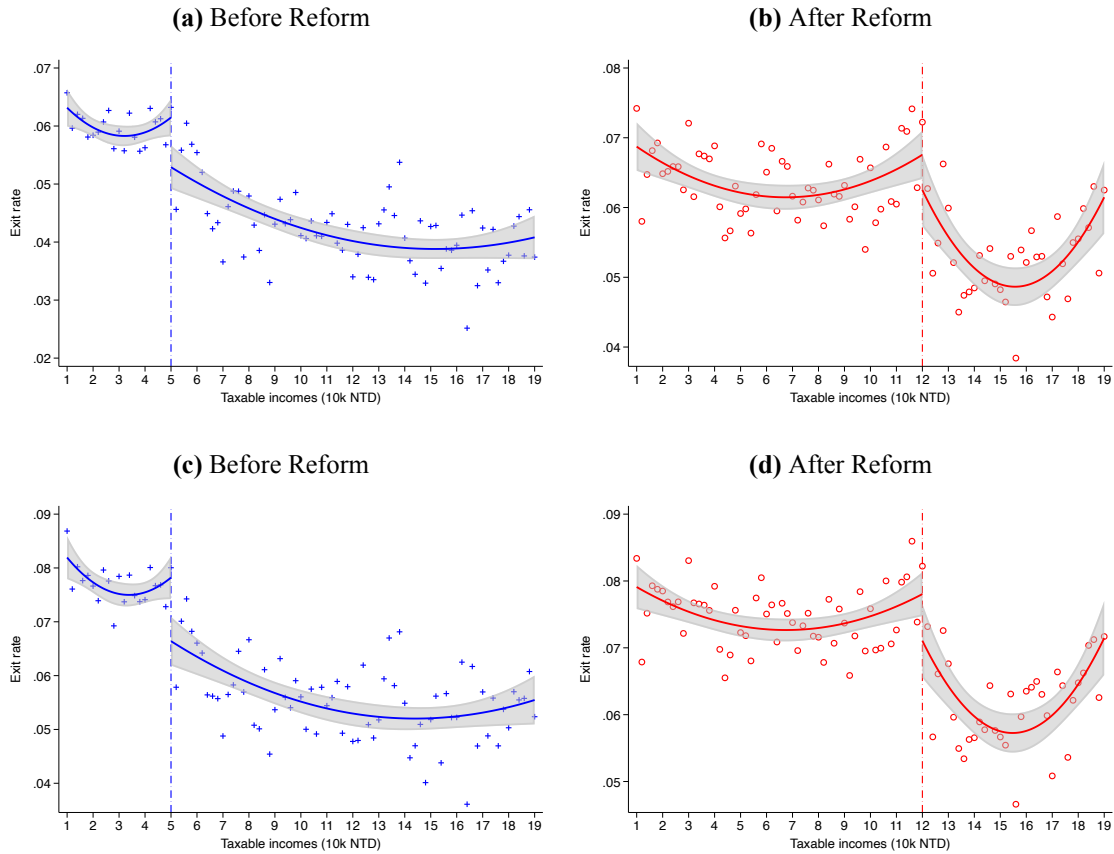 (a) Before Reform
(b) After Reform
.07
.06
.05
.04
.03
.02
Exit rate
1 2 3 4 5 6 7 8 9 10 11 12 13 14 15 16 17 18 19
Taxable incomes (10k NTD)
.08
.07
.06
.05
.04
Exit rate
1 2 3 4 5 6 7 8 9 10 11 12 13 14 15 16 17 18 19
Taxable incomes (10k NTD)
(c) Before Reform
(d) After Reform
.09
.08
.07
.06
.05
.04
Exit rate
1 2 3 4 5 6 7 8 9 10 11 12 13 14 15 16 17 18 19
Taxable incomes (10k NTD)
.09
.08
.07
.06
.05
Exit rate
1 2 3 4 5 6 7 8 9 10 11 12 13 14 15 16 17 18 19
Taxable incomes (10k NTD)